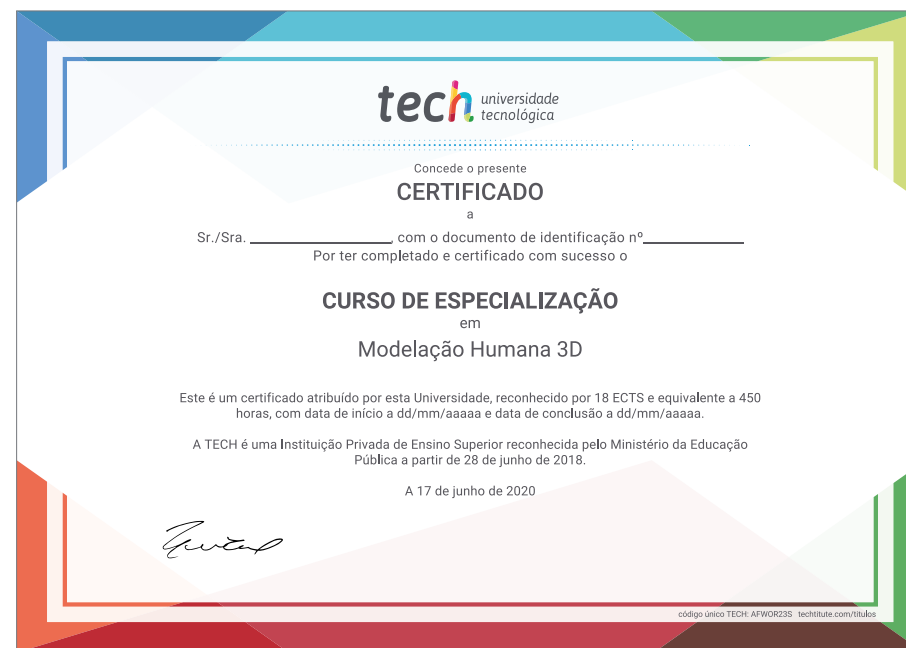 tech universidade
tecnológica
Concede o presente
CERTIFICADO
a
Sr./Sra. ____________________, com o documento de identificação nº______________
Por ter completado e certificado com sucesso o
CURSO DE ESPECIALIZAÇÃO
em
Modelação Humana 3D
Este é um certificado atribuído por esta Universidade, reconhecido por 18 ECTS e equivalente a 450
horas, com data de início a dd/mm/aaaaa e data de conclusão a dd/mm/aaaaa.
A TECH é uma Instituição Privada de Ensino Superior reconhecida pelo Ministério da Educação
Pública a partir de 28 de junho de 2018.
A 17 de junho de 2020
código único TECH: AFWOR23S techtitute.com/titulos